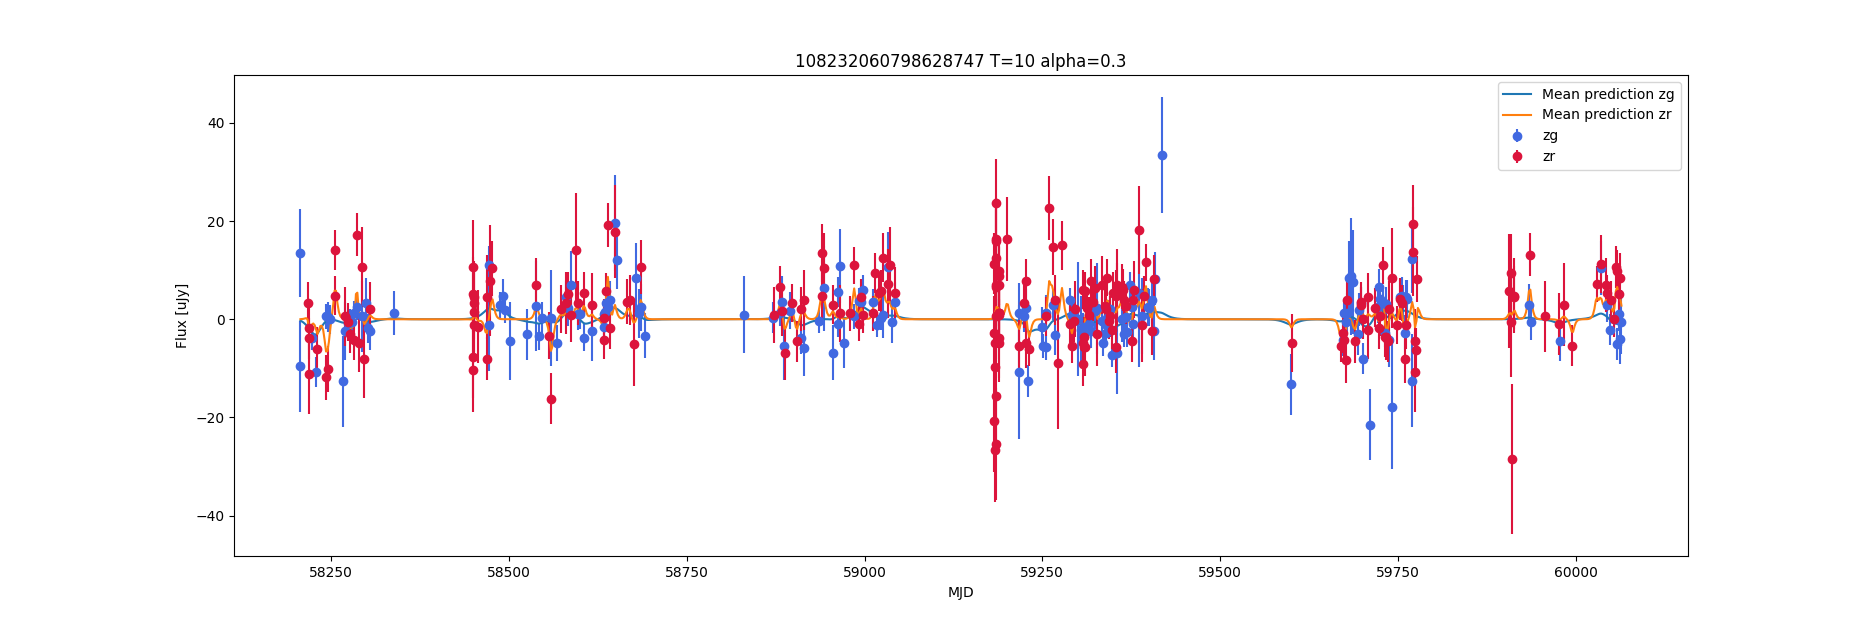 108232060798628747 T=10 alpha=0.3
Mean prediction zg
Mean prediction zr
zg
zr
Flux [uJy]
40
20
0
−20
−40
58250 58500 58750 59000 59250 59500 59750 60000
MJD